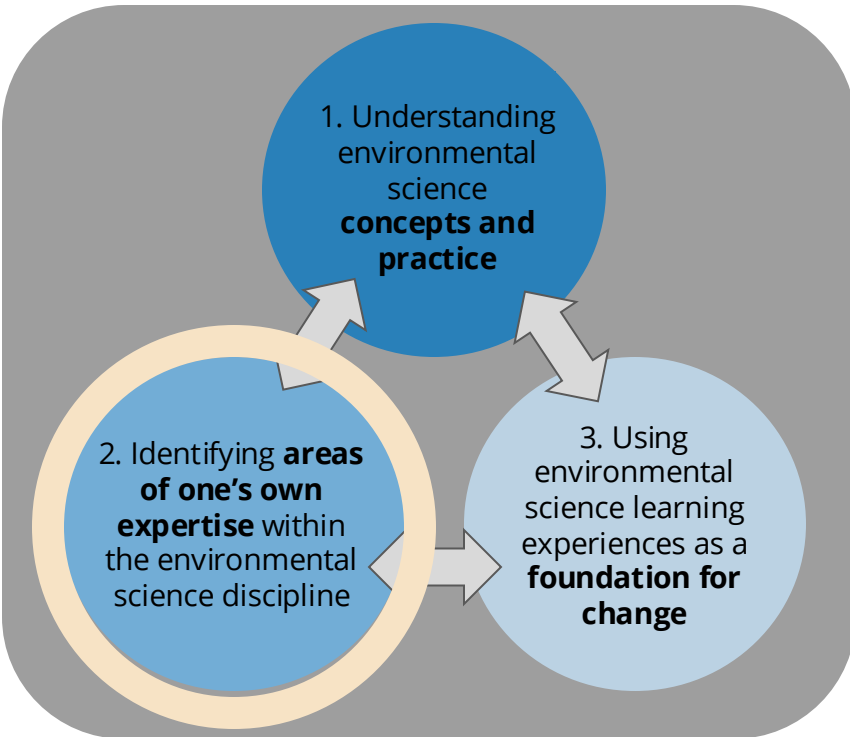 1. Understanding
environmental
science
concepts and
practice
2. Identifying areas
of one’s own
expertise within
the environmental
science discipline
3. Using
environmental
science learning
experiences as a
foundation for
change